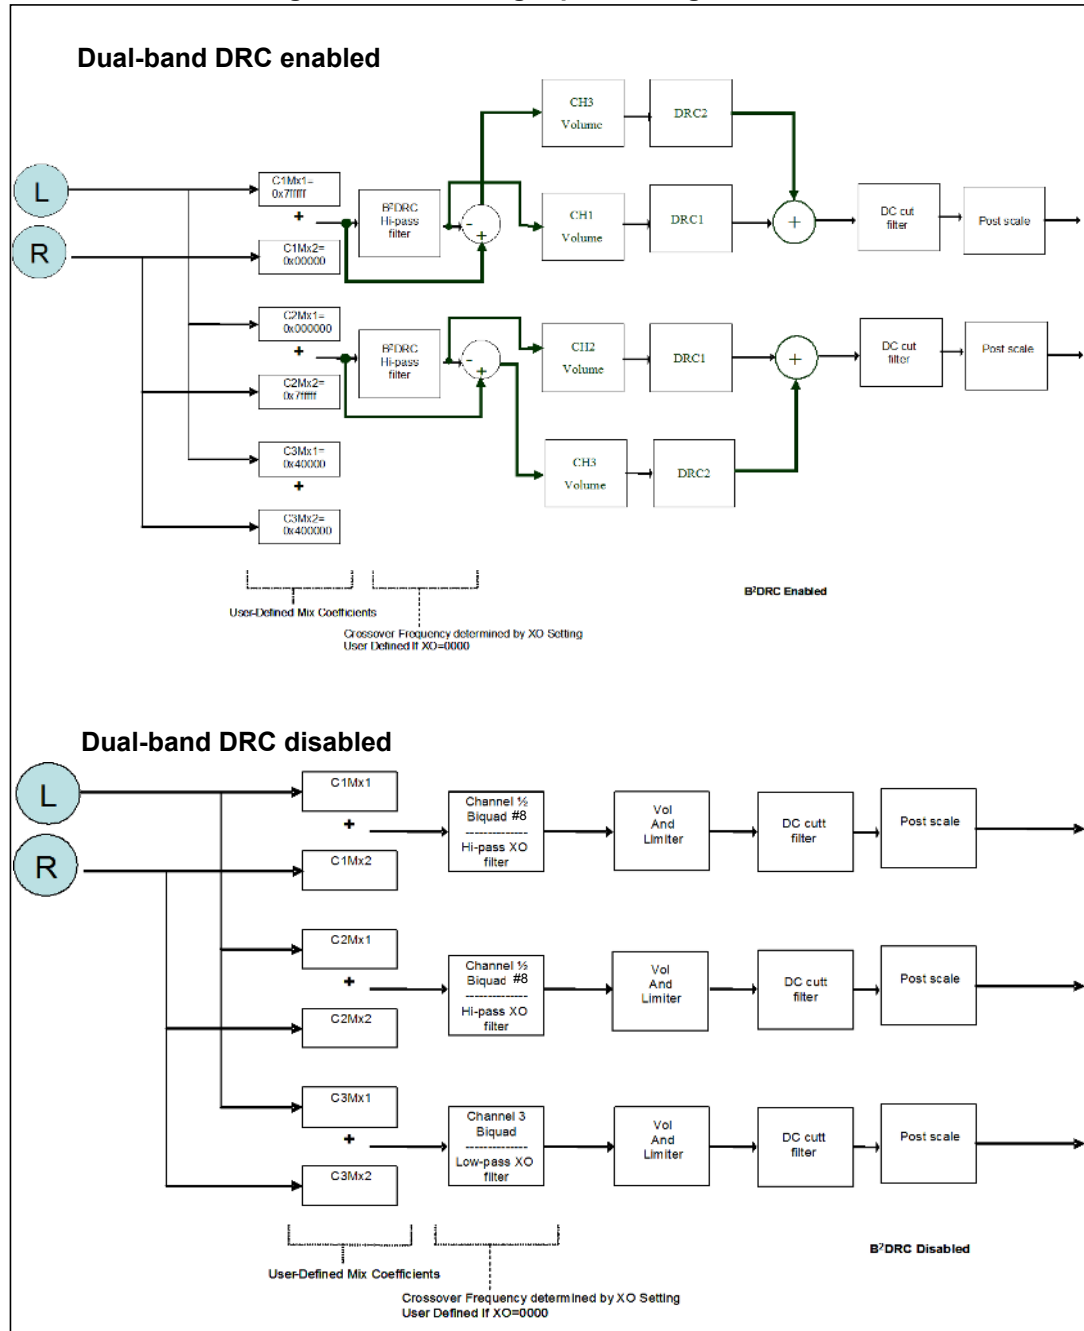 Dual-band DRC enabled
CH3
Volume
DRC2
L
C1Mx1=
0x7fffff
+
B²DRC
Hi-pass
filter
-
+
CH1
Volume
DRC1
+
DC cut
filter
Post scale
R
C1Mx2=
0x00000
C2Mx1=
0x000000
+
B²DRC
Hi-pass
filter
-
+
CH2
Volume
DRC1
+
DC cut
filter
Post scale
C2Mx2=
0x7fffff
C3Mx1=
0x40000
+
CH3
Volume
DRC2
C3Mx2=
0x400000
B²DRC Enabled
User-Defined Mix Coefficients
Crossover Frequency determined by XO Setting
User Defined If XO=0000
Dual-band DRC disabled
L
C1Mx1
+
Channel ½
Biquad #8
---------------
Hi-pass XO
filter
Vol
And
Limiter
DC cutt
filter
Post scale
R
C1Mx2
C2Mx1
+
Channel ½
Biquad #8
---------------
Hi-pass XO
filter
Vol
And
Limiter
DC cutt
filter
Post scale
C2Mx2
C3Mx1
+
Channel 3
Biquad
---------------
Low-pass XO
filter
Vol
And
Limiter
DC cutt
filter
Post scale
C3Mx2
B²DRC Disabled
User-Defined Mix Coefficients
Crossover Frequency determined by XO Setting
User Defined If XO=0000